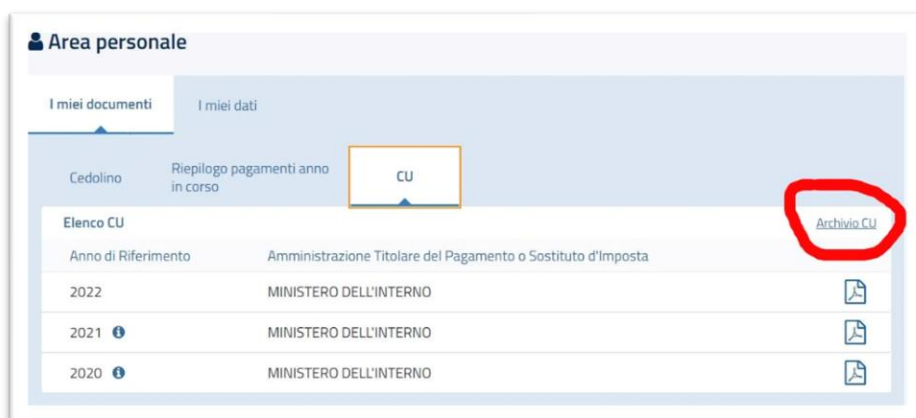 Area personale
I miei documenti I miei dati
Cedolino Riepilogo pagamenti anno in corso CU
Elenco CU Archivio CU
Anno di Riferimento Amministrazione Titolare del Pagamento o Sostituto d'Imposta
2022 MINISTERO DELL'INTERNO
2021 MINISTERO DELL'INTERNO
2020 MINISTERO DELL'INTERNO